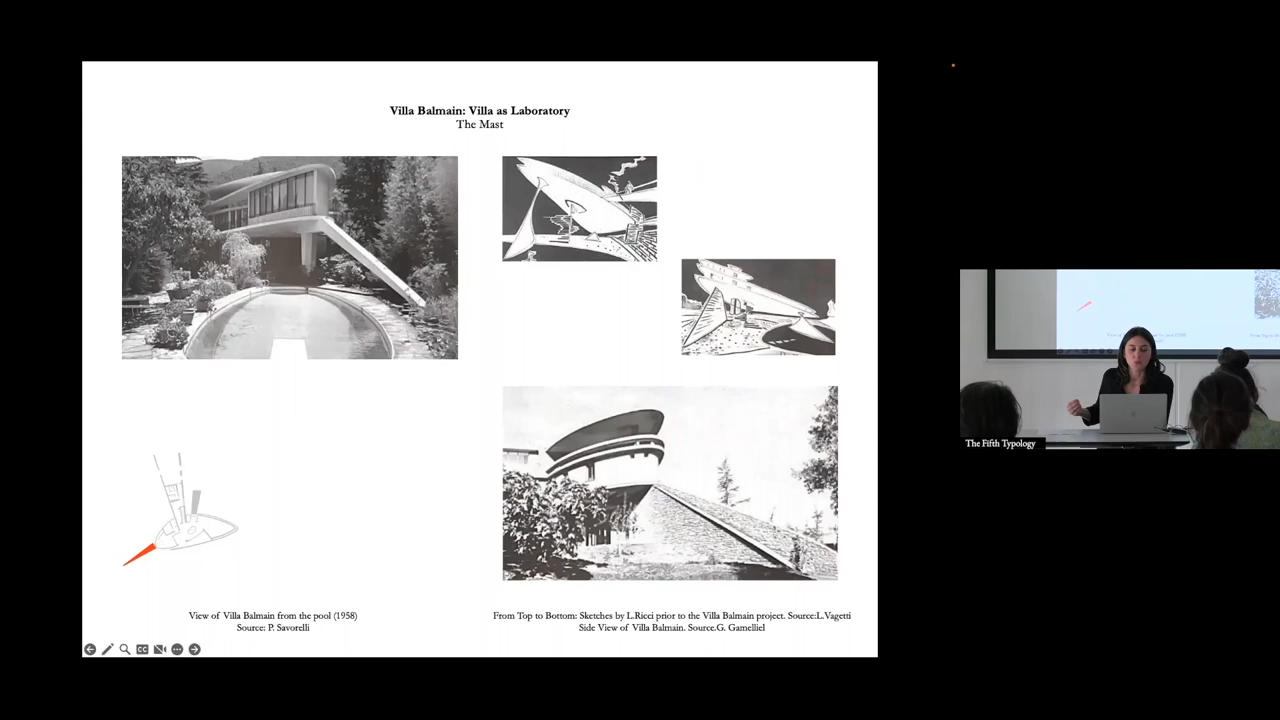 Villa Balmain: Villa as Laboratory
The Mast
View of Villa Balmain from the pool (1958)
Source: P. Savorelli
From Top to Bottom: Sketches by L.Ricci prior to the Villa Balmain project. Source:L.Vagetti
Side View of Villa Balmain. Source.G. Gamelliel
CC
The Fifth Typology